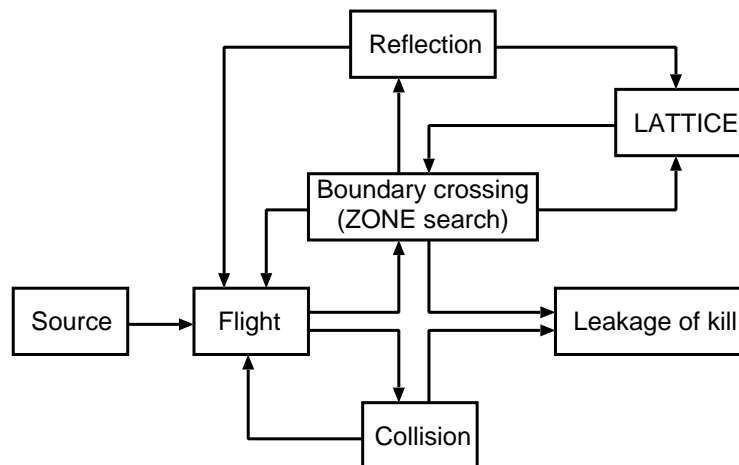 Reflection
LATTICE
Boundary crossing
(ZONE search)
Source
Flight
Leakage of kill
Collision